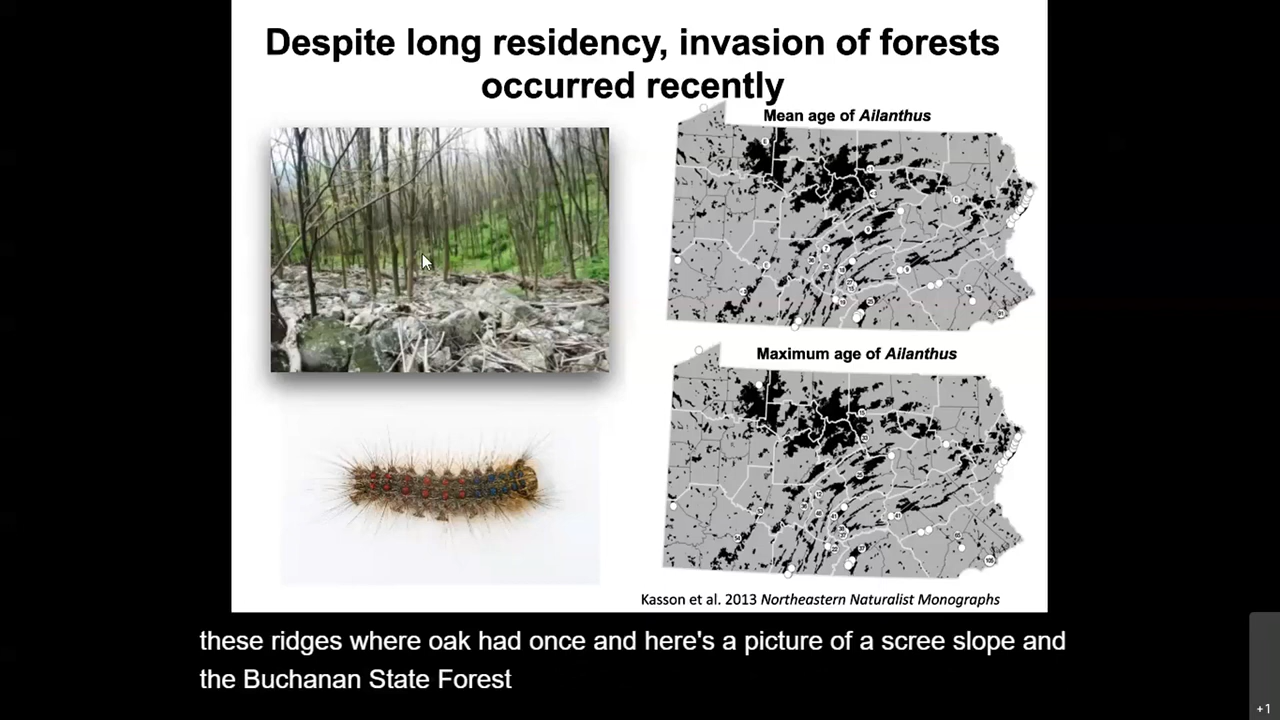 Despite long residency, invasion of forests
occurred recently
Mean age of Ailanthus
Maximum age of Ailanthus
Kasson et al. 2013 Northeastern Naturalist Monographs
these ridges where oak had once and here's a picture of a scree slope and
the Buchanan State Forest
+1